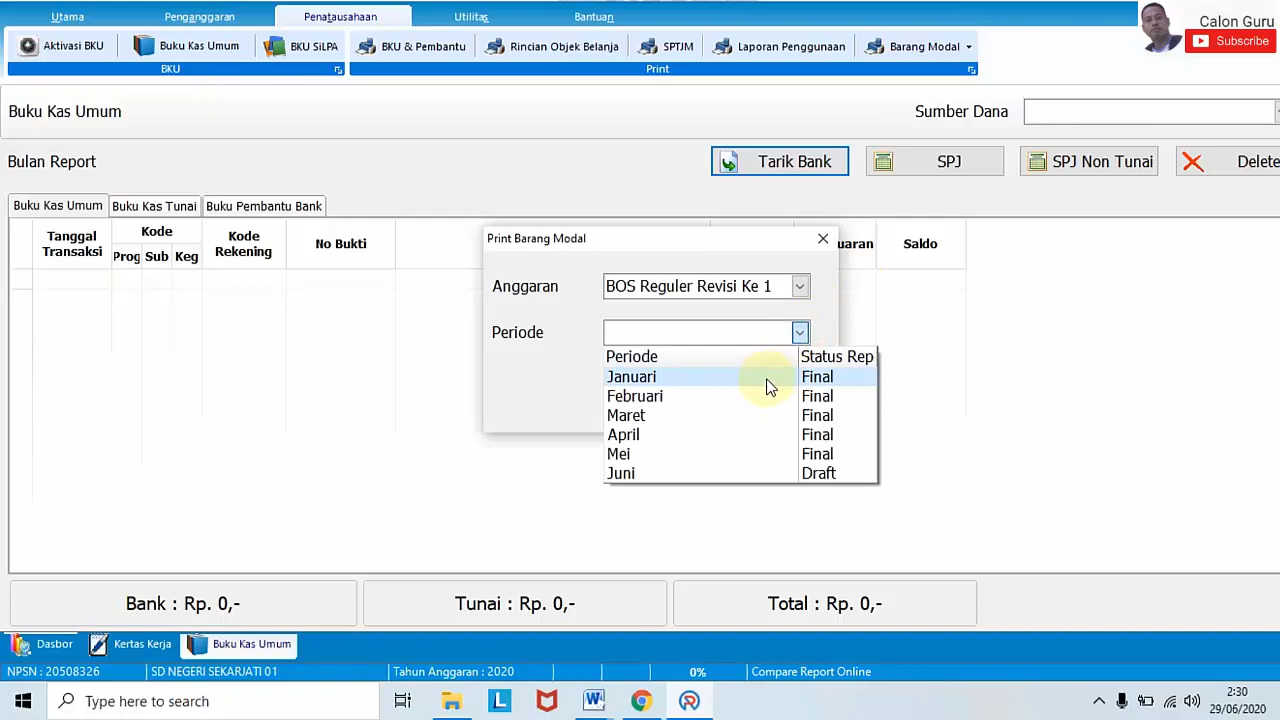 Utama Penganggaran Penatausahaan Utilitas Bantuan
Calon Guru
Subscribe
Aktivasi BKU Buku Kas Umum BKU SiLPA BKU & Pembantu Rincian Objek Belanja SPTJM Laporan Penggunaan Barang Modal
BKU Print
Buku Kas Umum Sumber Dana
Bulan Report Tarik Bank SPJ SPJ Non Tunai Delete
Buku Kas Umum Buku Kas Tunai Buku Pembantu Bank
Tanggal Transaksi Kode Prog Sub Keg Kode Rekening No Bukti uaran Saldo
Print Barang Modal
Anggaran BOS Reguler Revisi Ke 1
Periode
Periode Status Rep
Januari Final
Februari Final
Maret Final
April Final
Mei Final
Juni Draft
Bank : Rp. 0,- Tunai : Rp. 0,- Total : Rp. 0,-
Dasbor Kertas Kerja Buku Kas Umum
NPSN : 20508326 SD NEGERI SEKARJATI 01 Tahun Anggaran : 2020 0% Compare Report Online
Type here to search
2:30
29/06/2020